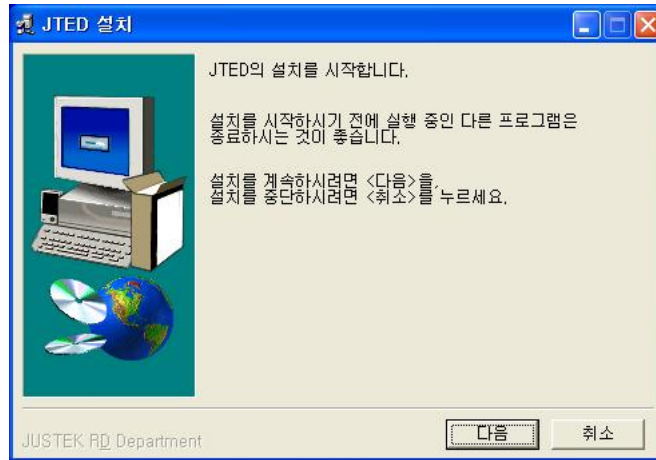 JTED 설치
JTED의 설치를 시작합니다.
설치를 시작하시기 전에 실행 중인 다른 프로그램은
종료하시는 것이 좋습니다.
설치를 계속하시려면 <다음>을,
설치를 중단하시려면 <취소>를 누르세요.
JUSTEK RD Department
다음
취소